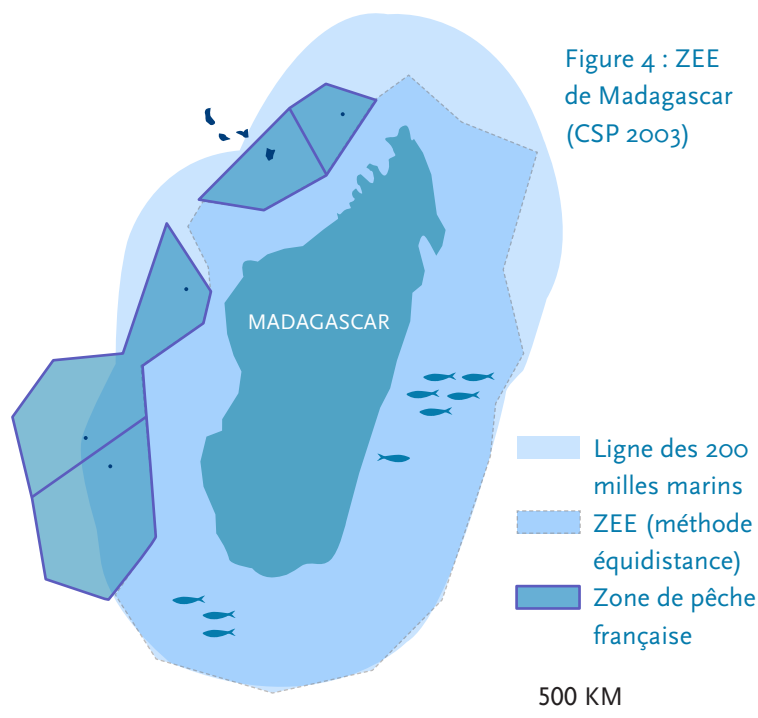 Figure 4 : ZEE
de Madagascar
(CSP 2003)
MADAGASCAR
Ligne des 200
milles marins
ZEE (méthode
équidistance)
Zone de pêche
française
500 KM